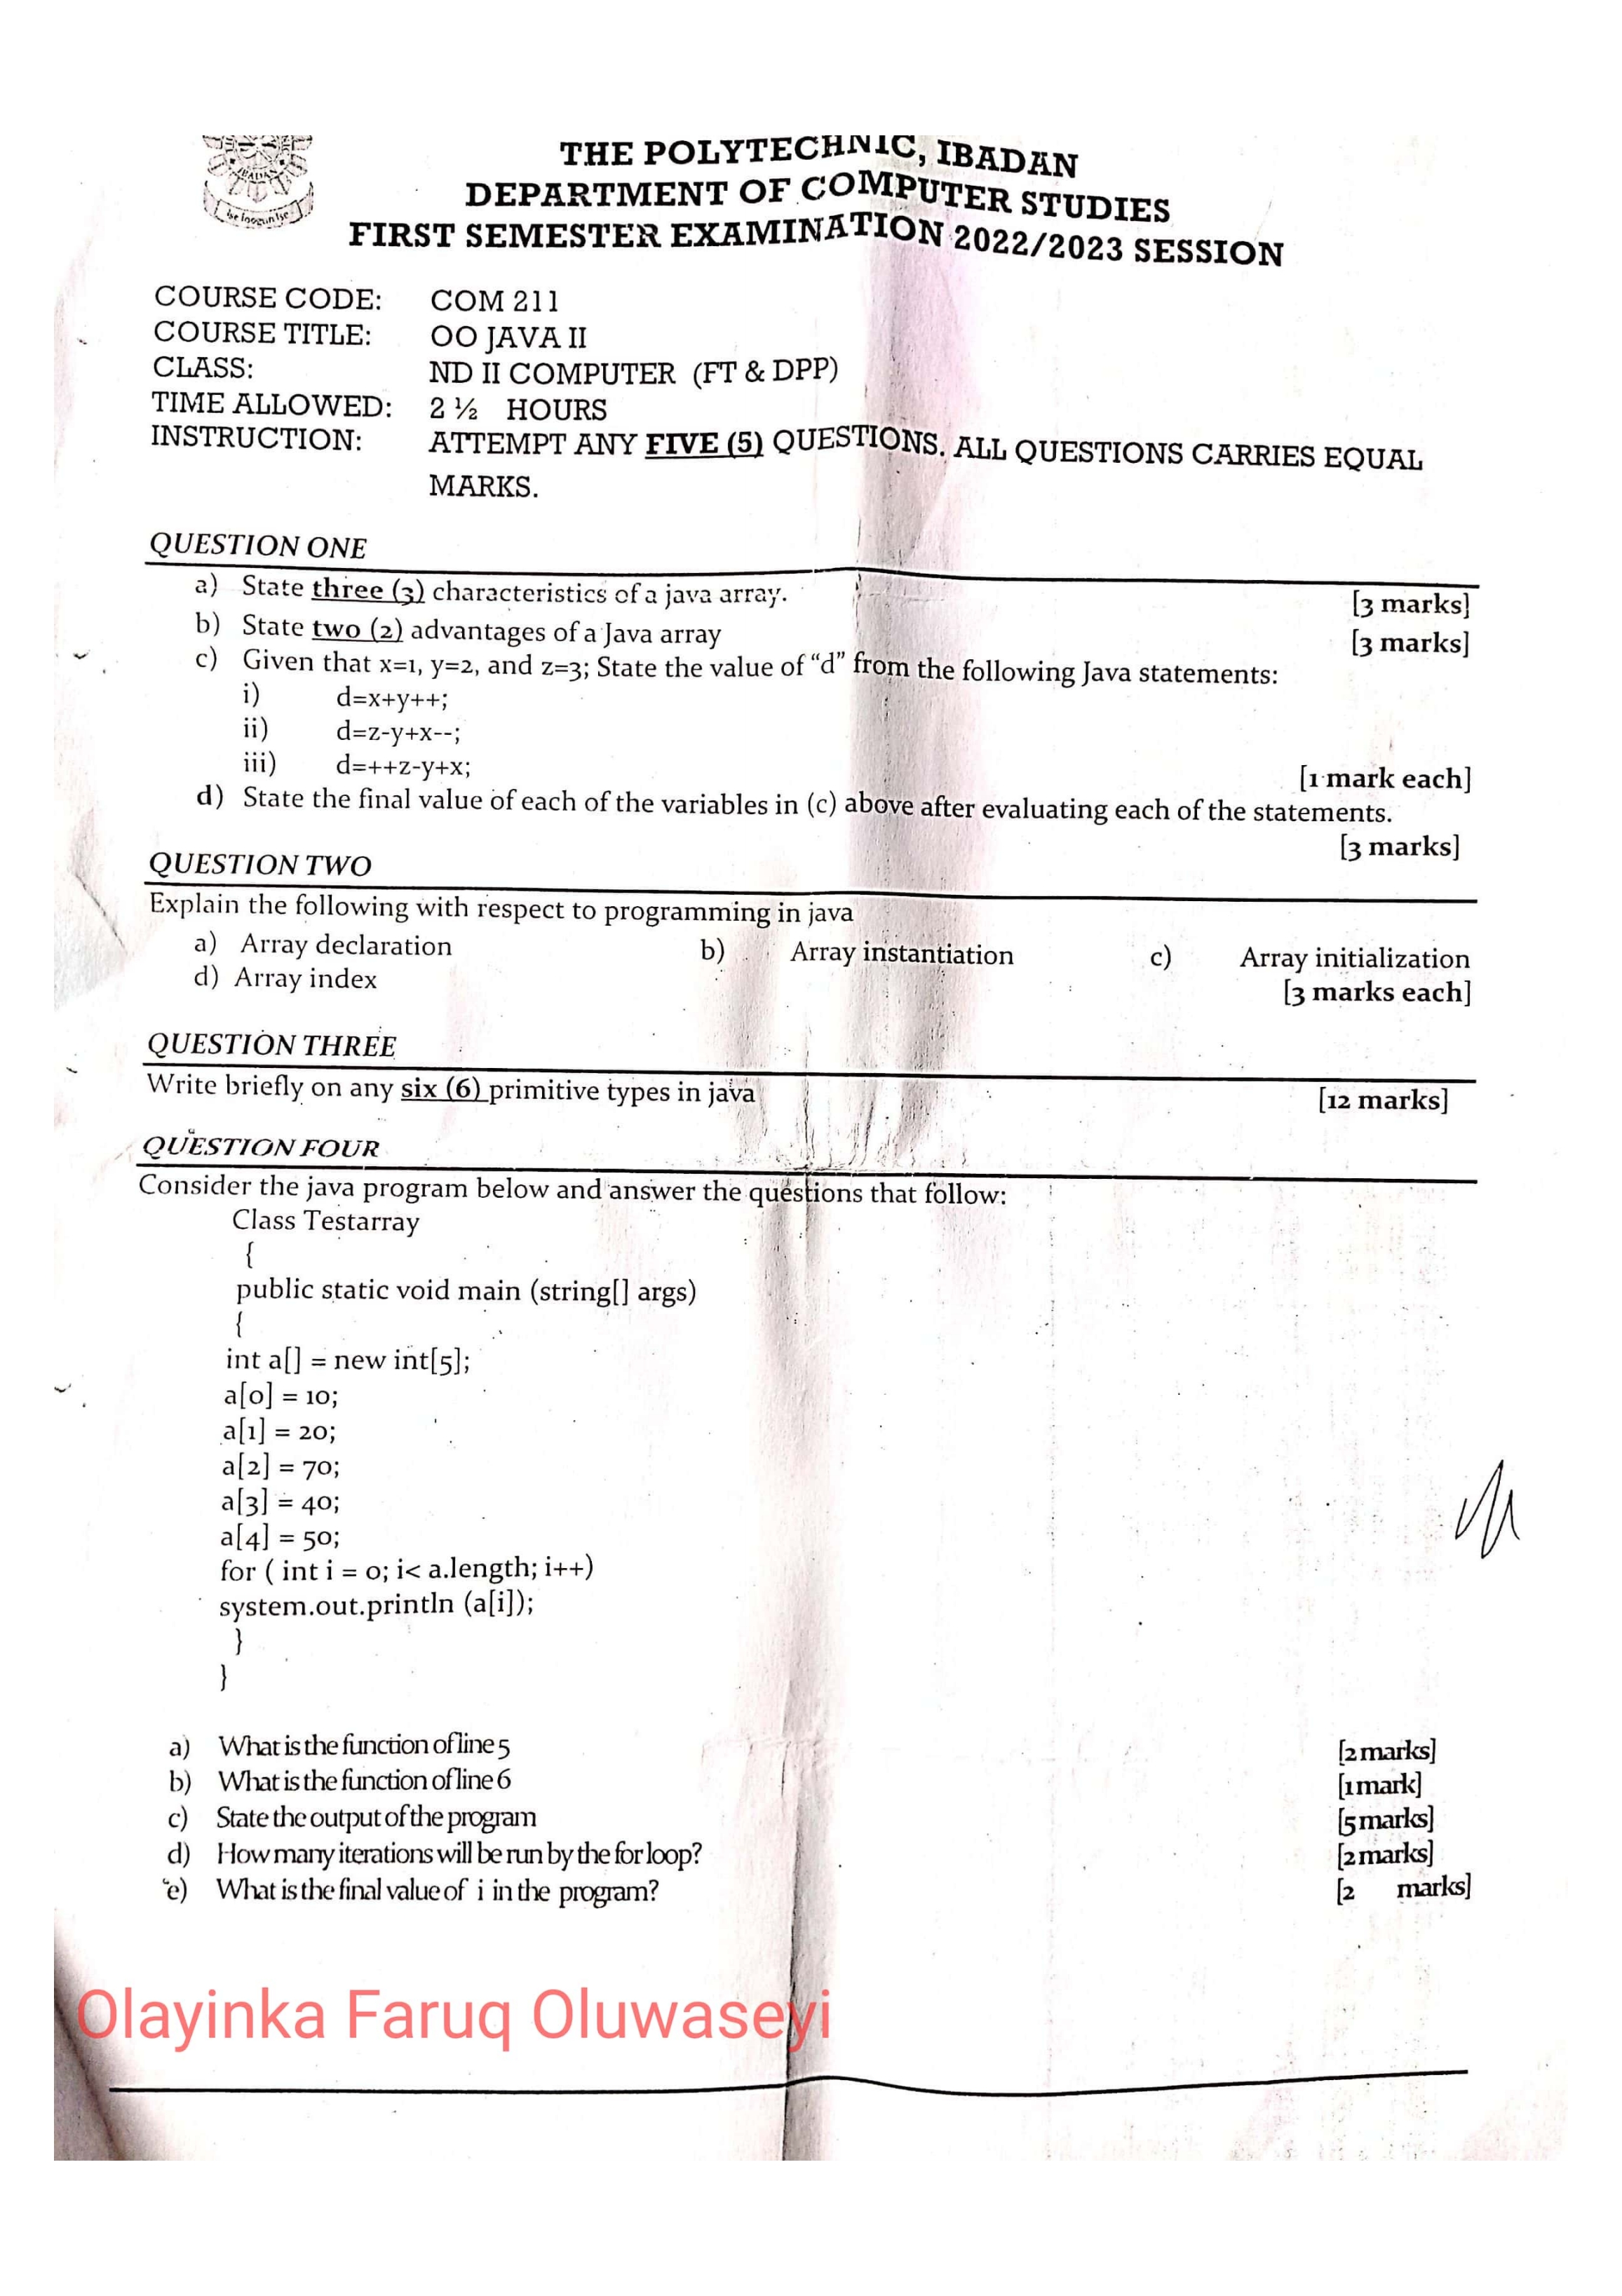 IBADAN
Ise loogun Ise
THE POLYTECHNIC, IBADAN
DEPARTMENT OF COMPUTER STUDIES
FIRST SEMESTER EXAMINATION 2022/2023 SESSION
COURSE CODE: COM 211
COURSE TITLE: OO JAVA II
CLASS: ND II COMPUTER (FT & DPP)
TIME ALLOWED: 2 ½ HOURS
INSTRUCTION: ATTEMPT ANY FIVE (5) QUESTIONS. ALL QUESTIONS CARRIES EQUAL
MARKS.
QUESTION ONE
a) State three (3) characteristics of a java array. [3 marks]
b) State two (2) advantages of a Java array [3 marks]
c) Given that x=1, y=2, and z=3; State the value of “d” from the following Java statements:
i) d=x+y++;
ii) d=z-y+x--;
iii) d=++z-y+x; [1 mark each]
d) State the final value of each of the variables in (c) above after evaluating each of the statements.
[3 marks]
QUESTION TWO
Explain the following with respect to programming in java
a) Array declaration b) Array instantiation c) Array initialization
d) Array index [3 marks each]
QUESTION THREE
Write briefly on any six (6) primitive types in java [12 marks]
QUESTION FOUR
Consider the java program below and answer the questions that follow:
Class Testarray
{
public static void main (string[] args)
{
int a[] = new int[5];
a[0] = 10;
a[1] = 20;
a[2] = 70;
a[3] = 40;
a[4] = 50;
for ( int i = 0; i< a.length; i++)
system.out.println (a[i]);
}
}
a) What is the function of line 5 [2 marks]
b) What is the function of line 6 [1 mark]
c) State the output of the program [5 marks]
d) How many iterations will be run by the for loop? [2 marks]
e) What is the final value of i in the program? [2 marks]
Olayinka Faruq Oluwaseyi